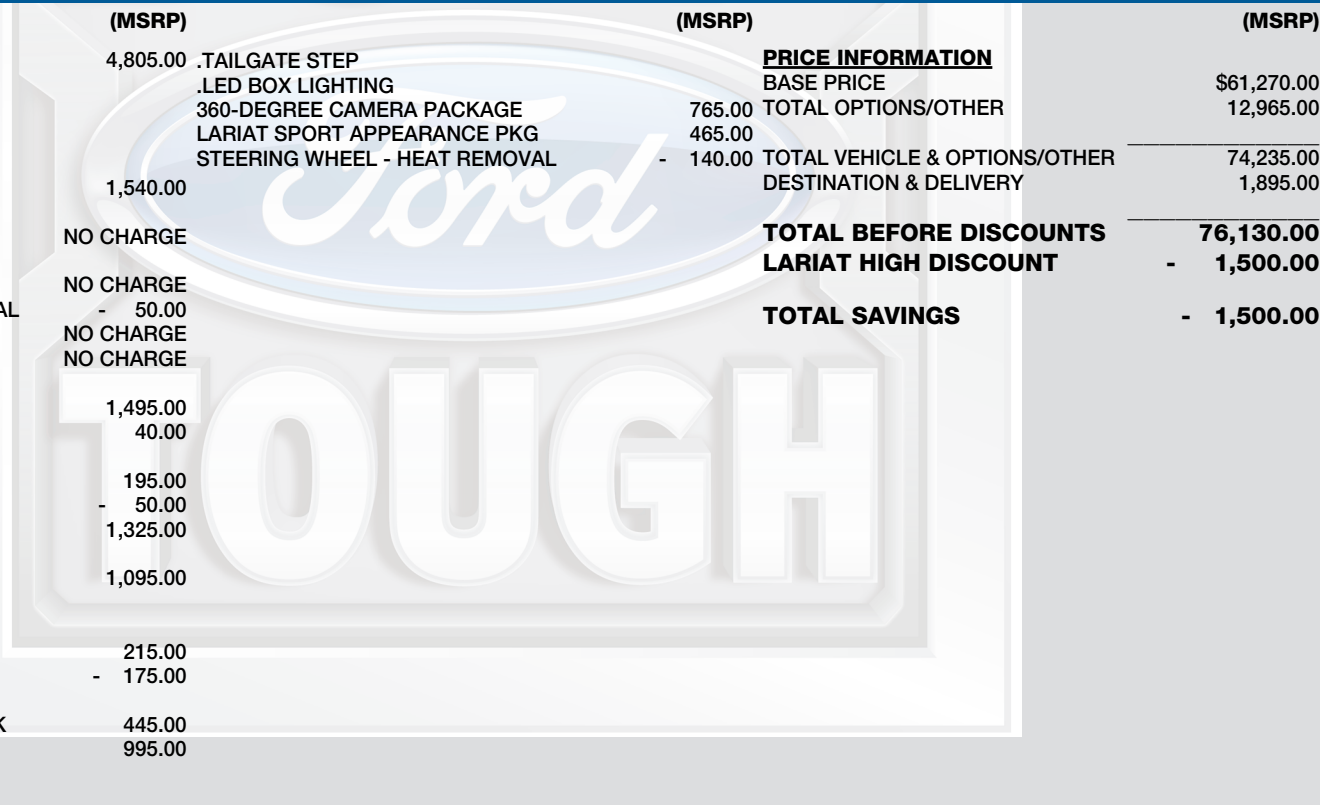 (MSRP) (MSRP) (MSRP)
4,805.00 .TAILGATE STEP PRICE INFORMATION
.LED BOX LIGHTING BASE PRICE $61,270.00
360-DEGREE CAMERA PACKAGE 765.00 TOTAL OPTIONS/OTHER 12,965.00
LARIAT SPORT APPEARANCE PKG 465.00
STEERING WHEEL - HEAT REMOVAL - 140.00 TOTAL VEHICLE & OPTIONS/OTHER 74,235.00
1,540.00 DESTINATION & DELIVERY 1,895.00
NO CHARGE TOTAL BEFORE DISCOUNTS 76,130.00
LARIAT HIGH DISCOUNT - 1,500.00
NO CHARGE
AL - 50.00 TOTAL SAVINGS - 1,500.00
NO CHARGE
NO CHARGE
1,495.00
40.00
195.00
- 50.00
1,325.00
1,095.00
215.00
- 175.00
K 445.00
995.00
Ford
TOUGH